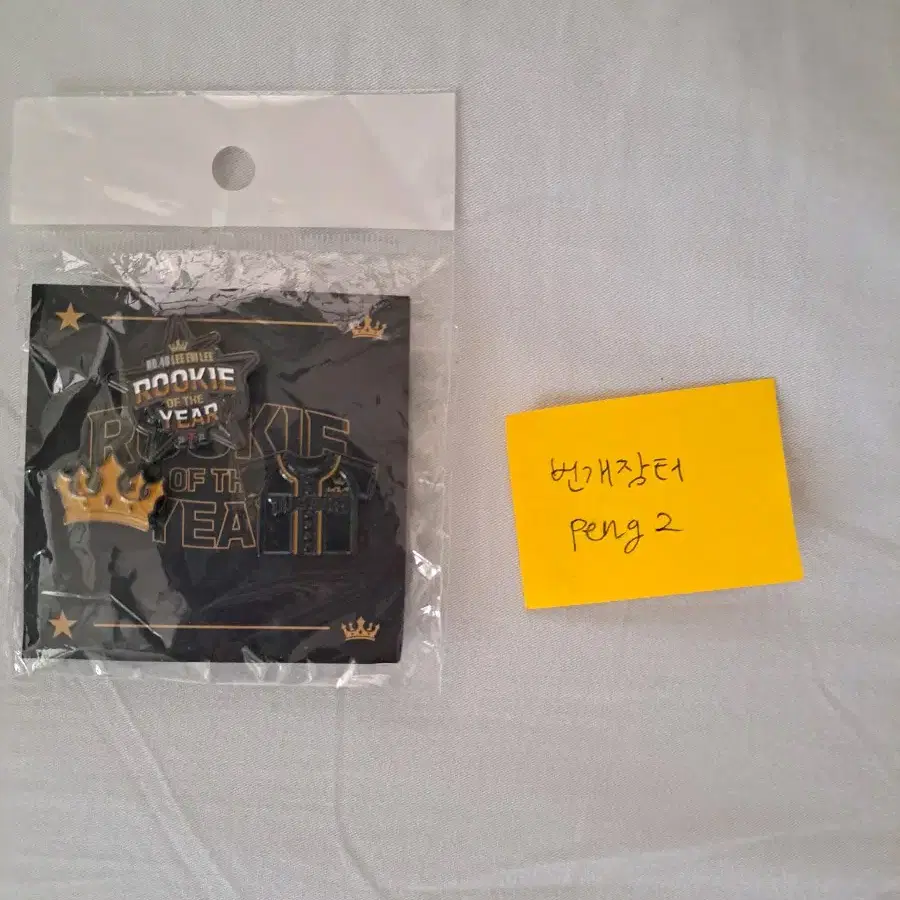 ROOKIE
OF THE
YEAR
ROOKIE
OF THE
YEAR
번개장터
peng 2